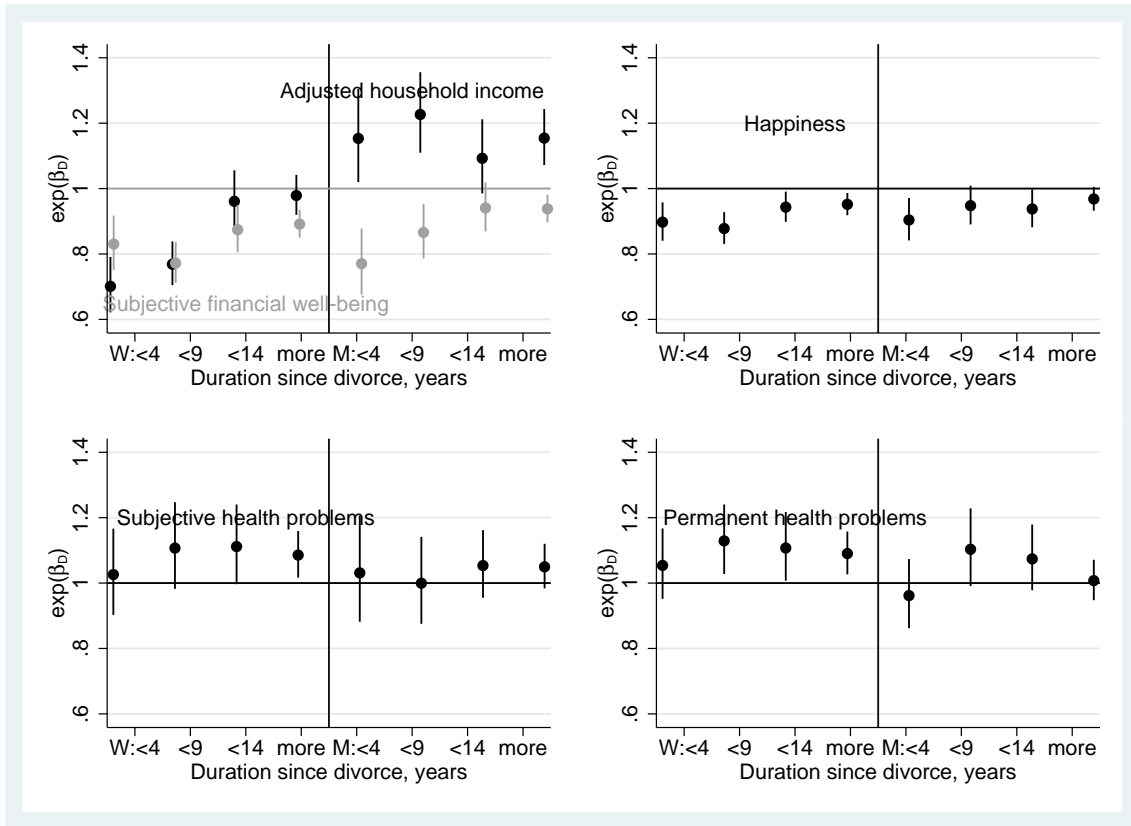 Adjusted household income
Subjective financial well-being
exp(βD)
1.4
1.2
1
.8
.6
W:<4 <9 <14 more M:<4 <9 <14 more
Duration since divorce, years
Happiness
exp(βD)
1.4
1.2
1
.8
.6
W:<4 <9 <14 more M:<4 <9 <14 more
Duration since divorce, years
Subjective health problems
exp(βD)
1.4
1.2
1
.8
.6
W:<4 <9 <14 more M:<4 <9 <14 more
Duration since divorce, years
Permanent health problems
exp(βD)
1.4
1.2
1
.8
.6
W:<4 <9 <14 more M:<4 <9 <14 more
Duration since divorce, years